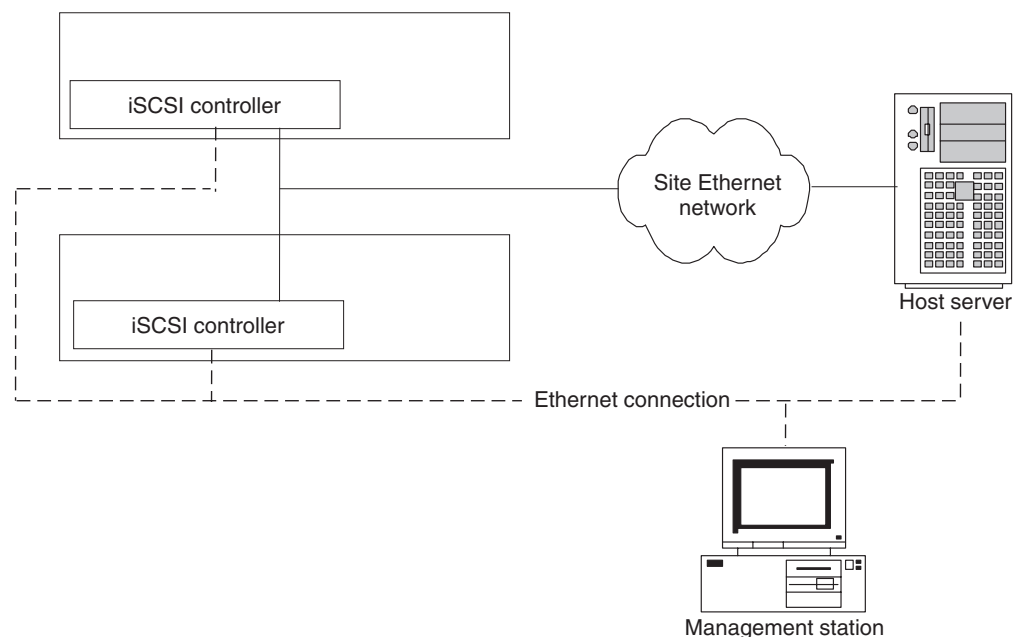 iSCSI controller
Site Ethernet
network
iSCSI controller
Host server
Ethernet connection
Management station